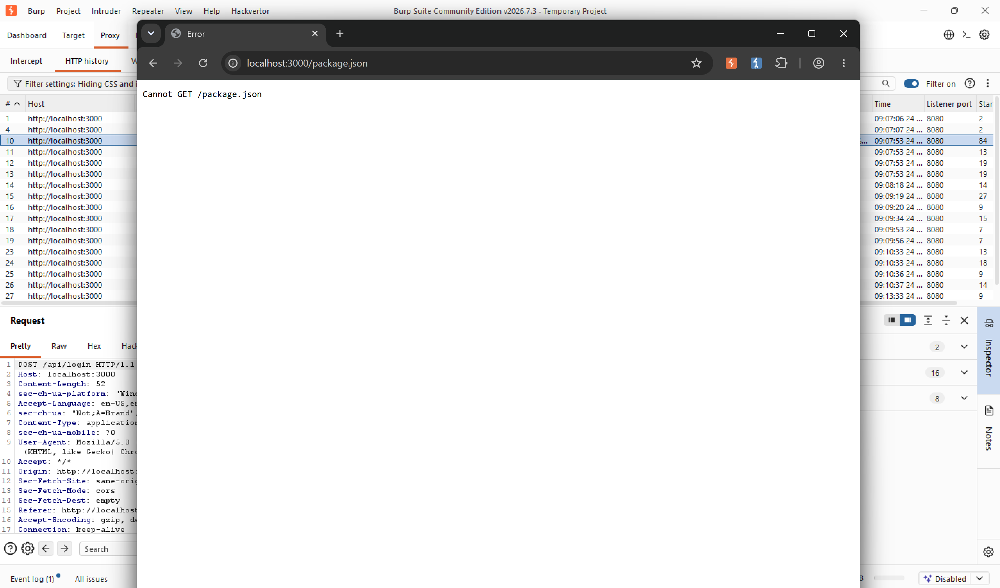 Burp Project Intruder Repeater View Help Hackvertor Burp Suite Community Edition v2026.7.3 - Temporary Project
Dashboard Target Proxy
Error
Intercept HTTP history
localhost:3000/package.json
Filter settings: Hiding CSS and
Filter on
Cannot GET /package.json
# Host Time Listener port
1 http://localhost:3000 09:07:06 24 ... 8080 2
4 http://localhost:3000 09:07:07 24 ... 8080 2
10 http://localhost:3000 09:07:53 24 ... 8080 84
11 http://localhost:3000 09:07:53 24 ... 8080 13
12 http://localhost:3000 09:07:53 24 ... 8080 19
13 http://localhost:3000 09:07:53 24 ... 8080 19
14 http://localhost:3000 09:08:18 24 ... 8080 14
15 http://localhost:3000 09:09:19 24 ... 8080 27
16 http://localhost:3000 09:09:20 24 ... 8080 9
17 http://localhost:3000 09:09:34 24 ... 8080 15
18 http://localhost:3000 09:09:53 24 ... 8080 7
19 http://localhost:3000 09:09:56 24 ... 8080 7
23 http://localhost:3000 09:10:33 24 ... 8080 13
24 http://localhost:3000 09:10:33 24 ... 8080 18
25 http://localhost:3000 09:10:36 24 ... 8080 9
26 http://localhost:3000 09:10:37 24 ... 8080 14
27 http://localhost:3000 09:13:33 24 ... 8080 9
Request
Pretty Raw Hex Hack
1 POST /api/login HTTP/1.1
2 Host: localhost:3000
3 Content-Length: 52
4 sec-ch-ua-platform: "Wind
5 Accept-Language: en-US,en
6 sec-ch-ua: "Not;A=Brand"
7 Content-Type: application
8 sec-ch-ua-mobile: ?0
9 User-Agent: Mozilla/5.0
(KHTML, like Gecko) Chro
10 Accept: */*
11 Origin: http://localhost:
12 Sec-Fetch-Site: same-orig
13 Sec-Fetch-Mode: cors
14 Sec-Fetch-Dest: empty
15 Referer: http://localhost
16 Accept-Encoding: gzip, de
17 Connection: keep-alive
2
16
8
Inspector
Notes
Search
Event log (1) All issues
Disabled